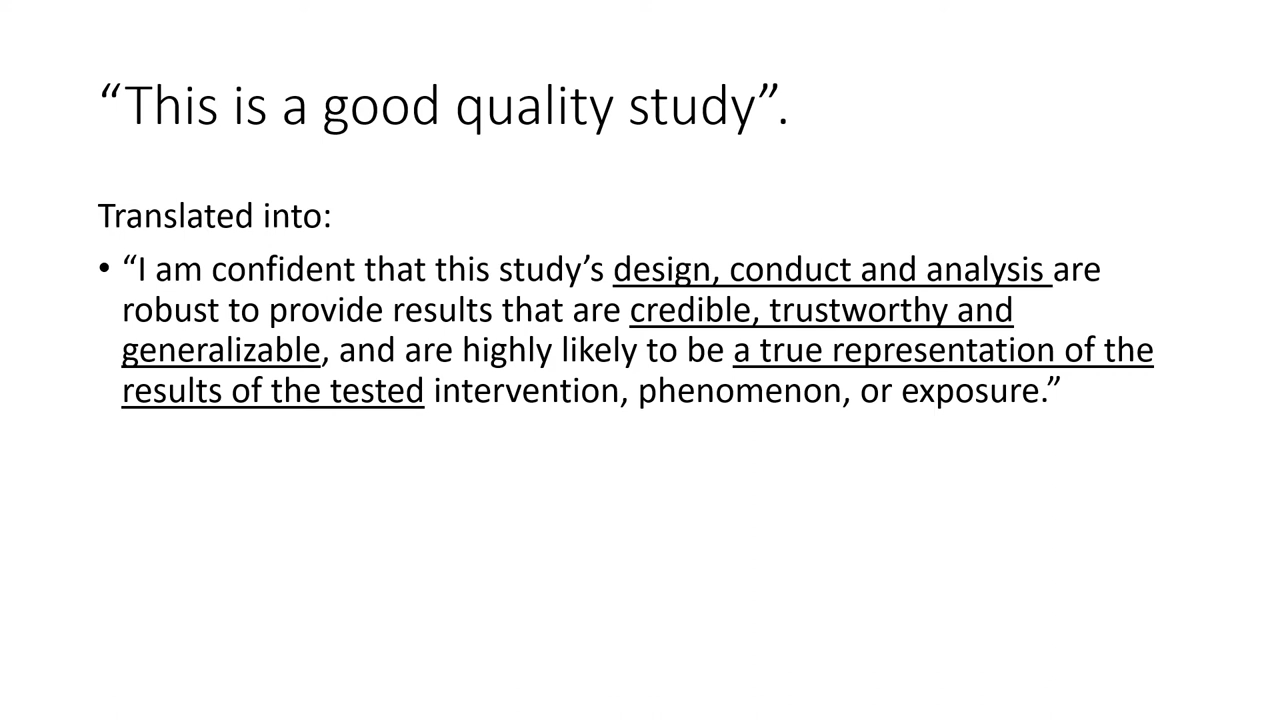 “This is a good quality study”.
Translated into:
• “I am confident that this study’s design, conduct and analysis are
robust to provide results that are credible, trustworthy and
generalizable, and are highly likely to be a true representation of the
results of the tested intervention, phenomenon, or exposure.”